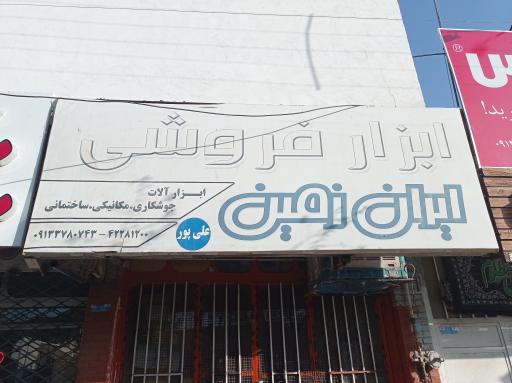 ابزار فروشی
ایران زمین
علی پور
ابزار آلات
جوشکاری.مکانیکی.ساختمانی
۰۹۱۳۳۷۸۰۷۴۳ - ۴۲۲۸۱۲۰۰